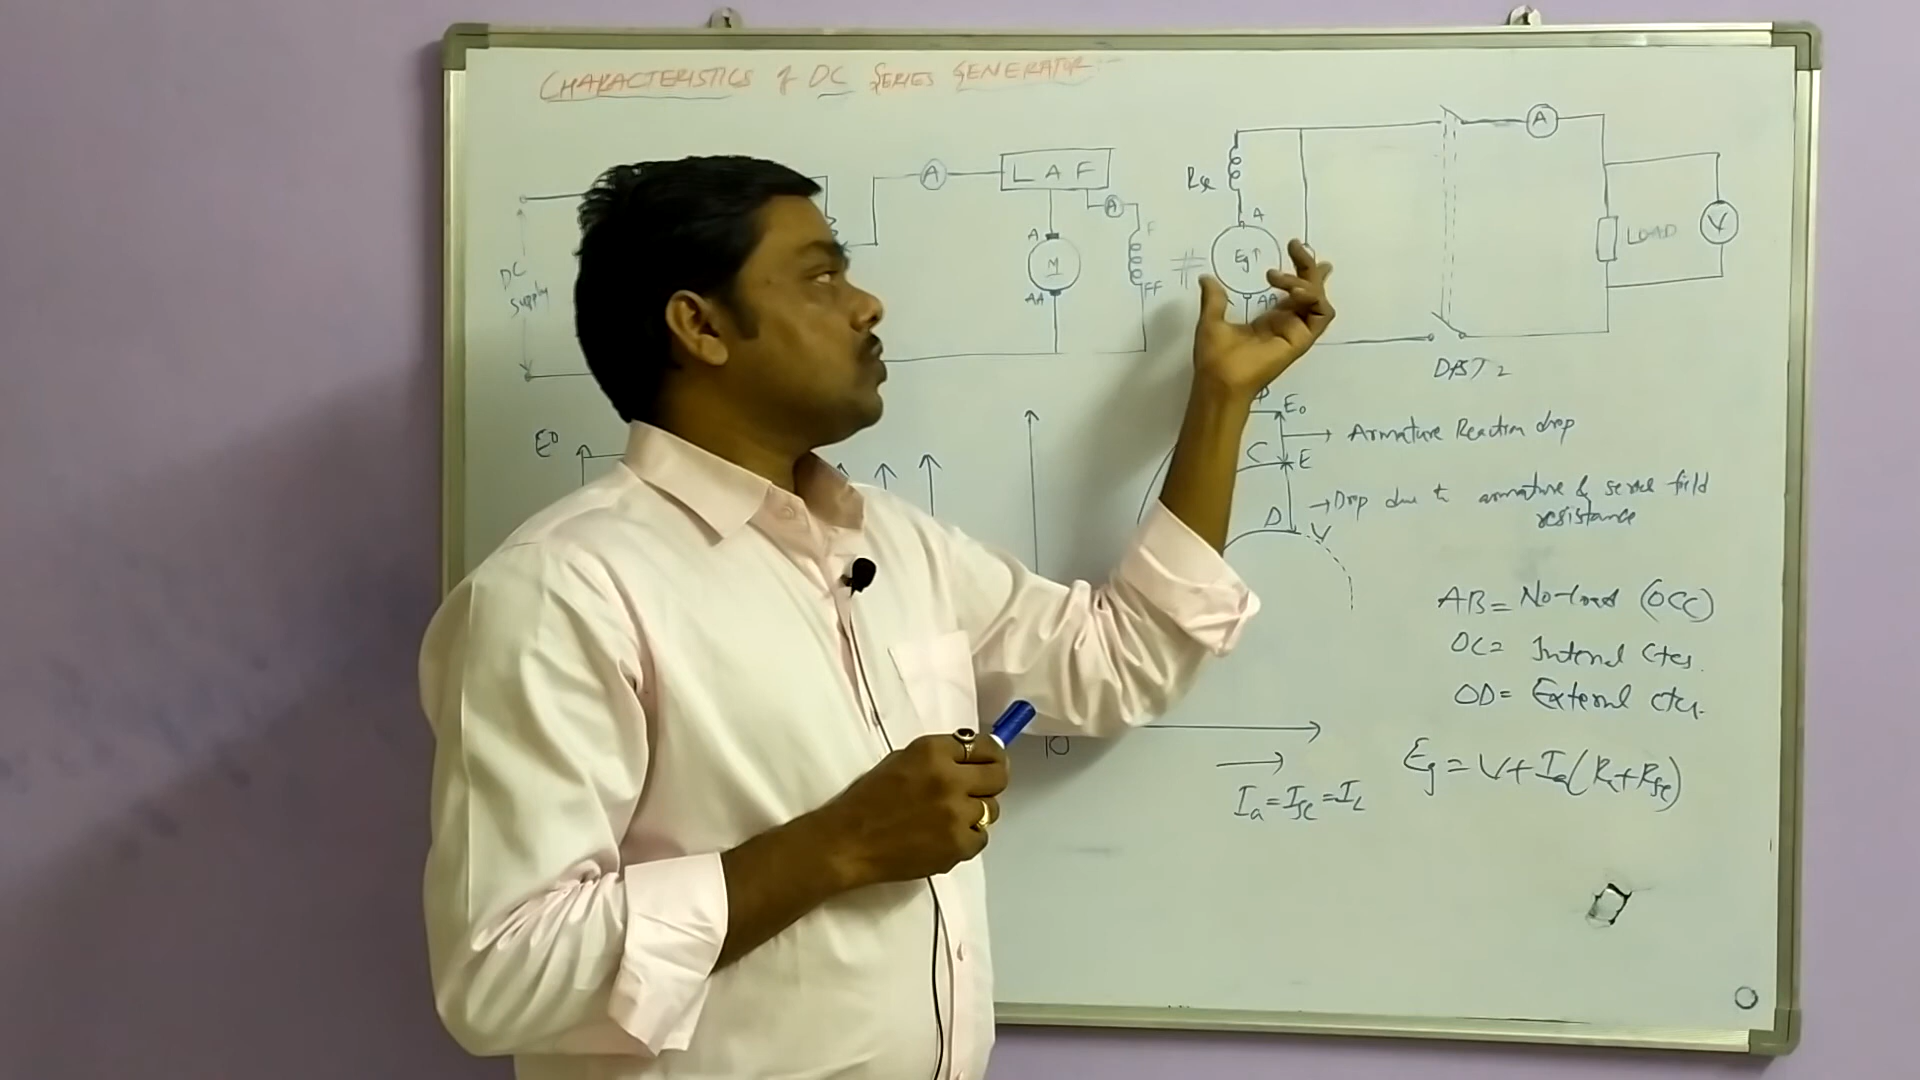 CHARACTERISTICS of DC SERIES GENERATOR:-
DC
Supply
A
LAF
A
A
M
AA
F
FF
Rse
A
Eg↑
AA
A
LOAD
V
DPST 2
E0
E0
C
E
D
V
→ Armature Reaction drop
→ Drop due to armature & series field
resistance
AB = No-load (OCC)
OC = Internal Ctcs.
OD = External Ctcs.
Eg = V + Ia (Ra + Rse)
Ia = Ise = IL